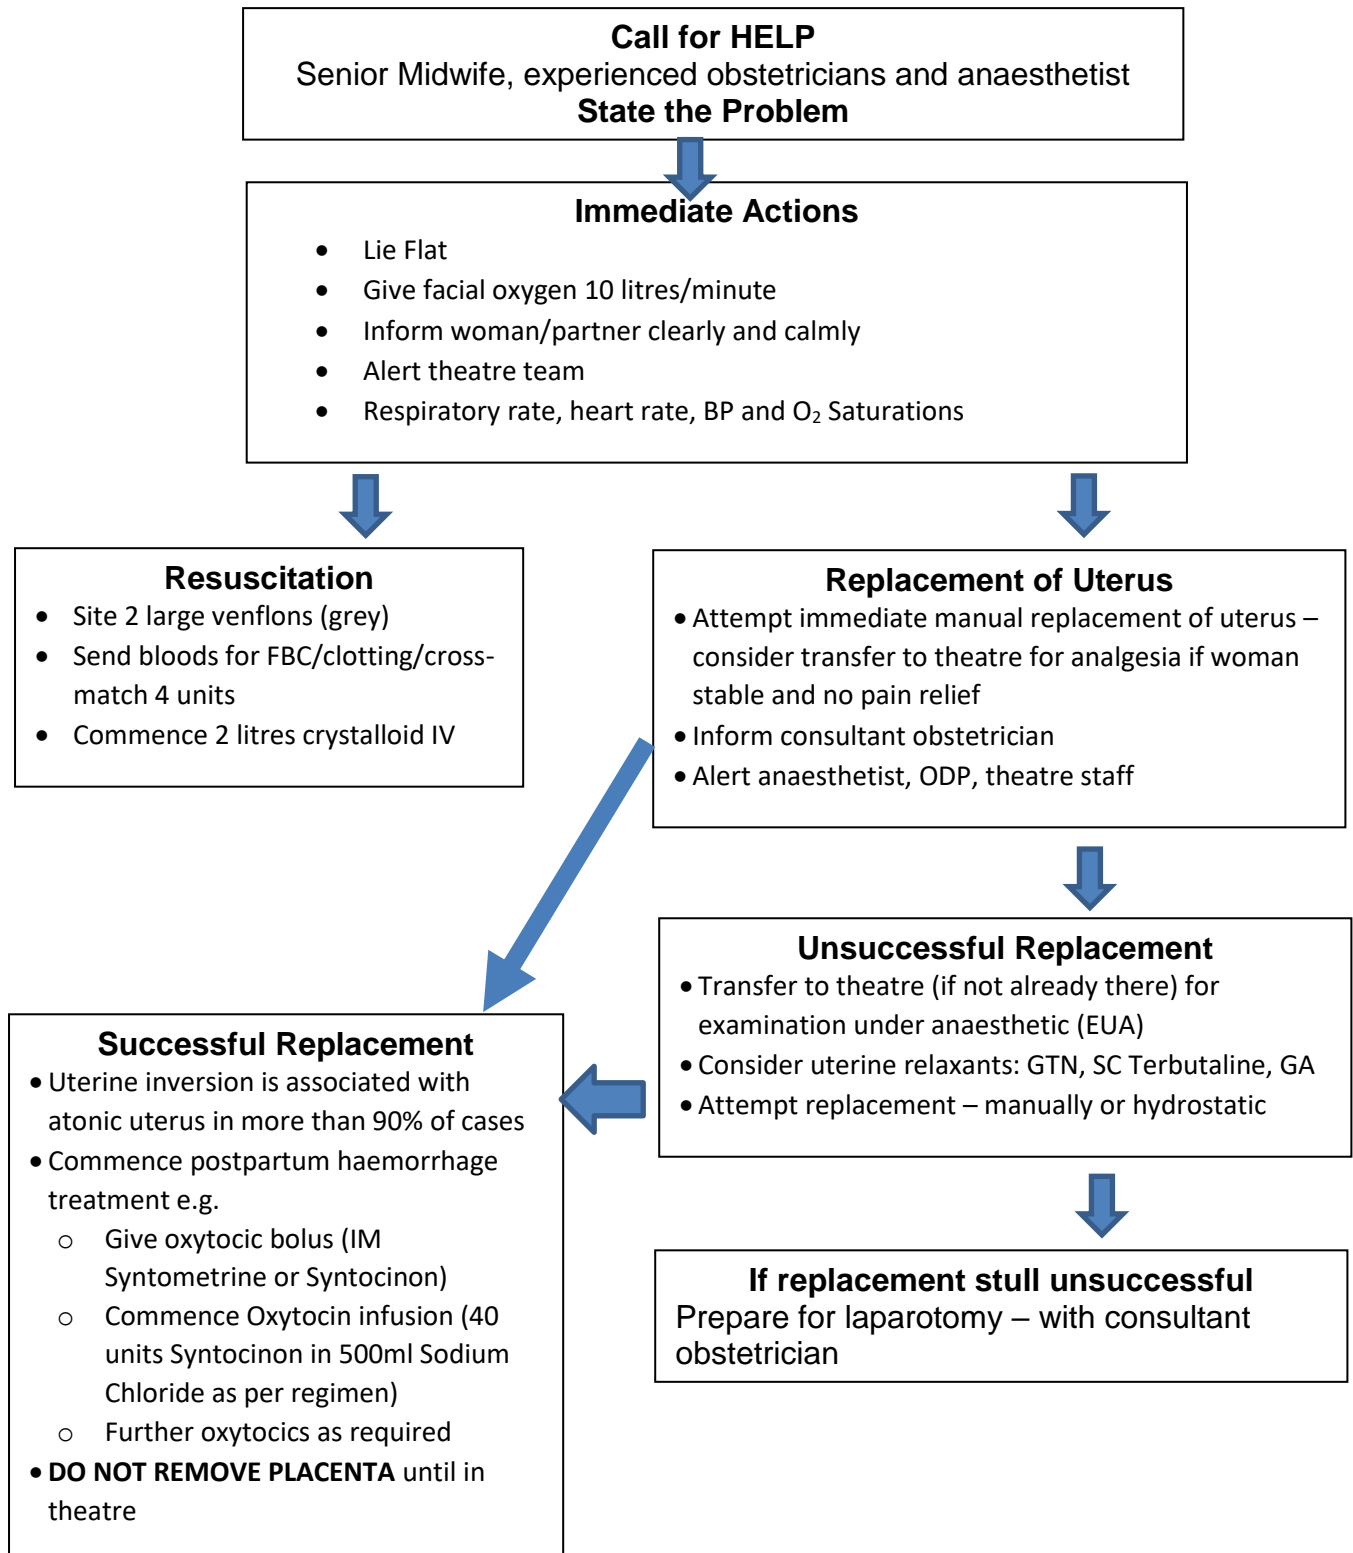 Call for HELP
Senior Midwife, experienced obstetricians and anaesthetist
State the Problem
Immediate Actions
• Lie Flat
• Give facial oxygen 10 litres/minute
• Inform woman/partner clearly and calmly
• Alert theatre team
• Respiratory rate, heart rate, BP and O₂ Saturations
Resuscitation
• Site 2 large venflons (grey)
• Send bloods for FBC/clotting/cross-
match 4 units
• Commence 2 litres crystalloid IV
Replacement of Uterus
• Attempt immediate manual replacement of uterus –
consider transfer to theatre for analgesia if woman
stable and no pain relief
• Inform consultant obstetrician
• Alert anaesthetist, ODP, theatre staff
Unsuccessful Replacement
• Transfer to theatre (if not already there) for
examination under anaesthetic (EUA)
• Consider uterine relaxants: GTN, SC Terbutaline, GA
• Attempt replacement – manually or hydrostatic
Successful Replacement
• Uterine inversion is associated with
atonic uterus in more than 90% of cases
• Commence postpartum haemorrhage
treatment e.g.
o Give oxytocic bolus (IM
Syntometrine or Syntocinon)
o Commence Oxytocin infusion (40
units Syntocinon in 500ml Sodium
Chloride as per regimen)
o Further oxytocics as required
• DO NOT REMOVE PLACENTA until in
theatre
If replacement stull unsuccessful
Prepare for laparotomy – with consultant
obstetrician